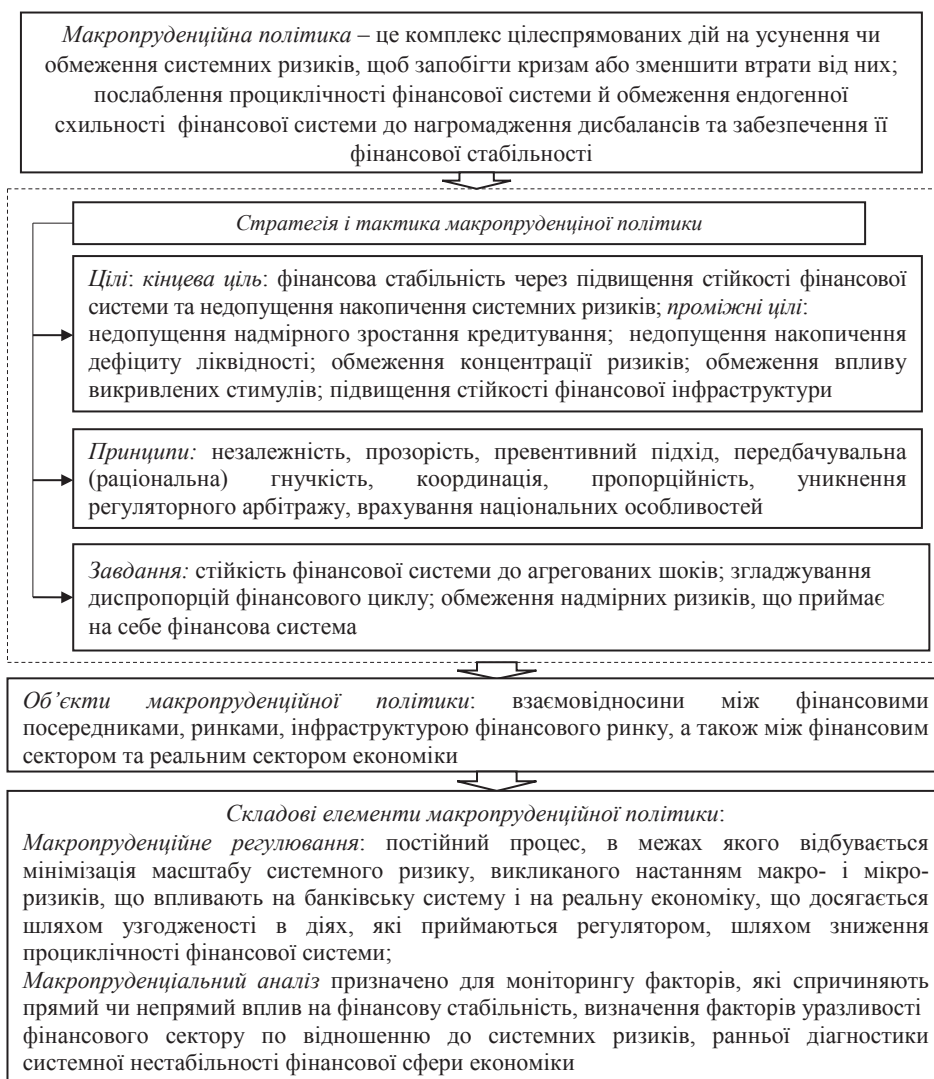 Макропруденційна політика – це комплекс цілеспрямованих дій на усунення чи
обмеження системних ризиків, щоб запобігти кризам або зменшити втрати від них;
послаблення проциклічності фінансової системи й обмеження ендогенної
схильності фінансової системи до нагромадження дисбалансів та забезпечення її
фінансової стабільності
Стратегія і тактика макропруденціної політики
Цілі: кінцева ціль: фінансова стабільність через підвищення стійкості фінансової
системи та недопущення накопичення системних ризиків; проміжні цілі:
недопущення надмірного зростання кредитування; недопущення накопичення
дефіциту ліквідності; обмеження концентрації ризиків; обмеження впливу
викривлених стимулів; підвищення стійкості фінансової інфраструктури
Принципи: незалежність, прозорість, превентивний підхід, передбачувальна
(раціональна) гнучкість, координація, пропорційність, уникнення
регуляторного арбітражу, врахування національних особливостей
Завдання: стійкість фінансової системи до агрегованих шоків; згладжування
диспропорцій фінансового циклу; обмеження надмірних ризиків, що приймає
на себе фінансова система
Об’єкти макропруденційної політики: взаємовідносини між фінансовими
посередниками, ринками, інфраструктурою фінансового ринку, а також між фінансовим
сектором та реальним сектором економіки
Складові елементи макропруденційної політики:
Макропруденційне регулювання: постійний процес, в межах якого відбувається
мінімізація масштабу системного ризику, викликаного настанням макро- і мікро-
ризиків, що впливають на банківську систему і на реальну економіку, що досягається
шляхом узгодженості в діях, які приймаються регулятором, шляхом зниження
проциклічності фінансової системи;
Макропруденціальний аналіз призначено для моніторингу факторів, які спричиняють
прямий чи непрямий вплив на фінансову стабільність, визначення факторів уразливості
фінансового сектору по відношенню до системних ризиків, ранньої діагностики
системної нестабільності фінансової сфери економіки